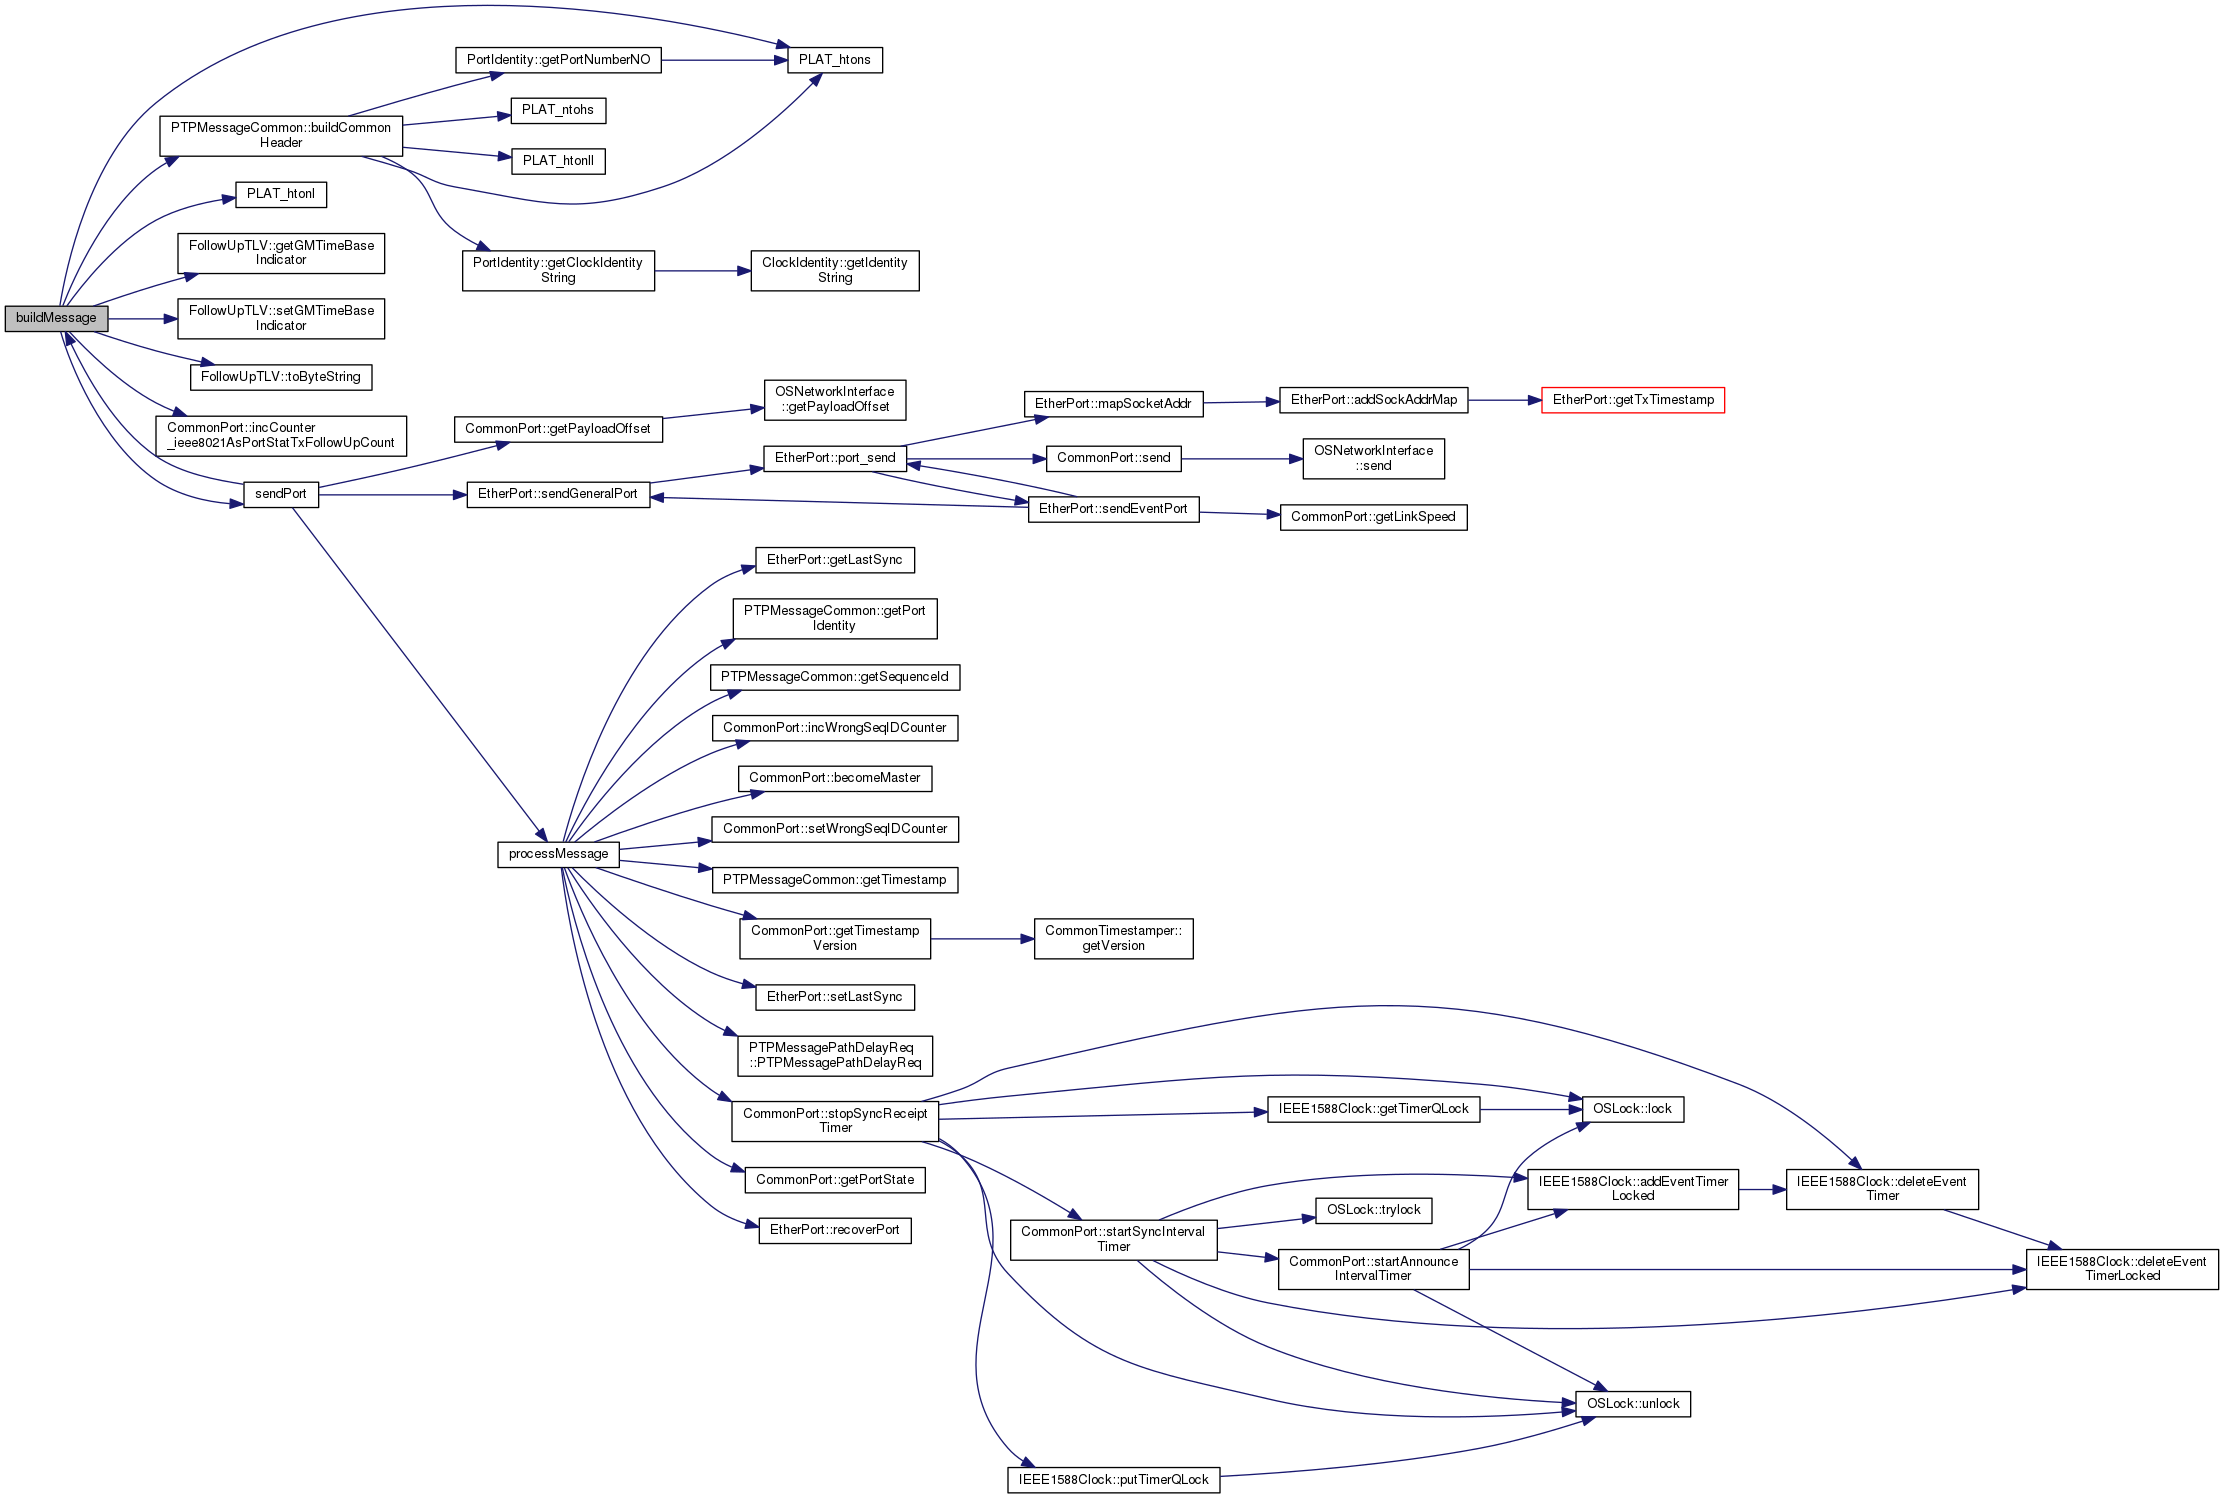 PLAT_htons
PortIdentity::getPortNumberNO
PLAT_ntohs
PTPMessageCommon::buildCommon
Header
PLAT_htonll
PLAT_htonl
FollowUpTLV::getGMTimeBase
Indicator
PortIdentity::getClockIdentity
String
ClockIdentity::getIdentity
String
buildMessage
FollowUpTLV::setGMTimeBase
Indicator
FollowUpTLV::toByteString
CommonPort::incCounter
_ieee8021AsPortStatTxFollowUpCount
sendPort
CommonPort::getPayloadOffset
OSNetworkInterface
::getPayloadOffset
EtherPort::sendGeneralPort
EtherPort::port_send
EtherPort::mapSocketAddr
EtherPort::addSockAddrMap
EtherPort::getTxTimestamp
CommonPort::send
OSNetworkInterface
::send
EtherPort::sendEventPort
CommonPort::getLinkSpeed
EtherPort::getLastSync
PTPMessageCommon::getPort
Identity
PTPMessageCommon::getSequenceId
CommonPort::incWrongSeqIDCounter
CommonPort::becomeMaster
CommonPort::setWrongSeqIDCounter
processMessage
PTPMessageCommon::getTimestamp
CommonPort::getTimestamp
Version
CommonTimestamper::
getVersion
EtherPort::setLastSync
PTPMessagePathDelayReq
::PTPMessagePathDelayReq
CommonPort::stopSyncReceipt
Timer
IEEE1588Clock::getTimerQLock
OSLock::lock
CommonPort::getPortState
EtherPort::recoverPort
CommonPort::startSyncInterval
Timer
OSLock::trylock
IEEE1588Clock::addEventTimer
Locked
IEEE1588Clock::deleteEvent
Timer
CommonPort::startAnnounce
IntervalTimer
IEEE1588Clock::deleteEvent
TimerLocked
OSLock::unlock
IEEE1588Clock::putTimerQLock